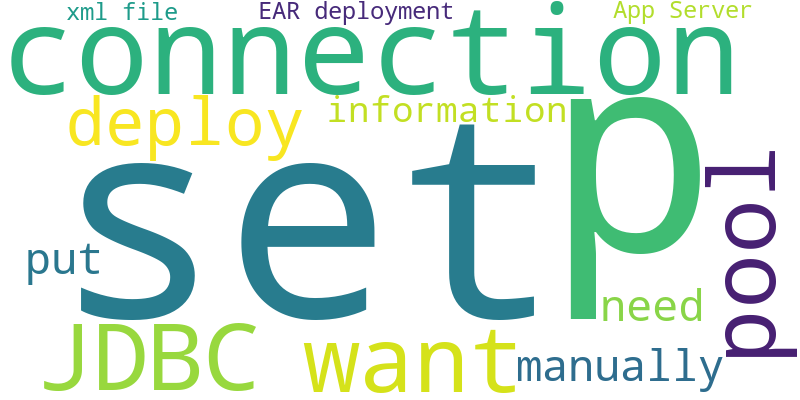 xml file
EAR deployment
App Server
connection
deploy
information
set
p
pool
put
need
JDBC
want
manually